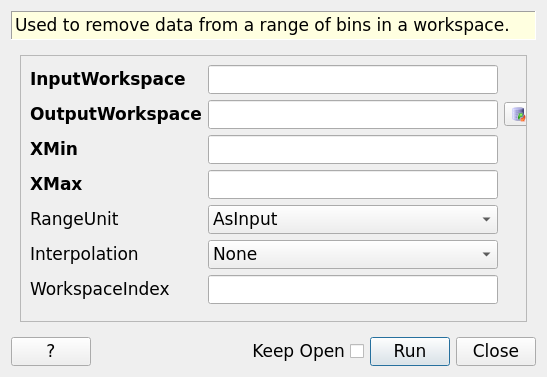 Used to remove data from a range of bins in a workspace.
InputWorkspace
OutputWorkspace
XMin
XMax
RangeUnit AsInput
Interpolation None
WorkspaceIndex
? Keep Open Run Close